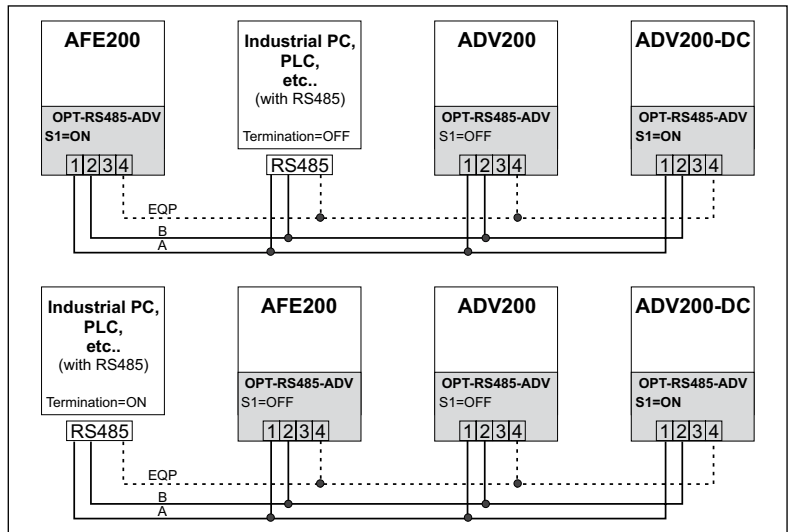 AFE200
OPT-RS485-ADV
S1=ON
1 2 3 4
Industrial PC,
PLC,
etc..
(with RS485)
Termination=OFF
RS485
ADV200
OPT-RS485-ADV
S1=OFF
1 2 3 4
ADV200-DC
OPT-RS485-ADV
S1=ON
1 2 3 4
EQP
B
A
Industrial PC,
PLC,
etc..
(with RS485)
Termination=ON
RS485
AFE200
OPT-RS485-ADV
S1=OFF
1 2 3 4
ADV200
OPT-RS485-ADV
S1=OFF
1 2 3 4
ADV200-DC
OPT-RS485-ADV
S1=ON
1 2 3 4
EQP
B
A